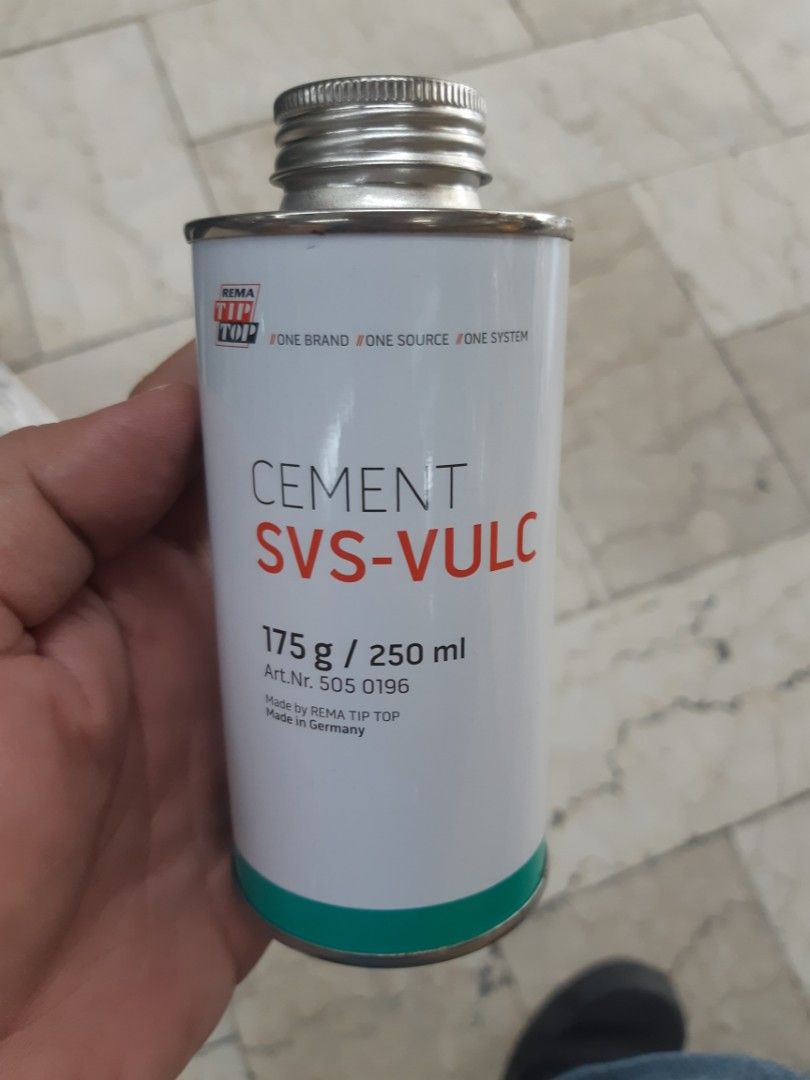 REMA
TIP
TOP
//ONE BRAND //ONE SOURCE //ONE SYSTEM
CEMENT
SVS-VULC
175 g / 250 ml
Art.Nr. 505 0196
Made by REMA TIP TOP
Made in Germany